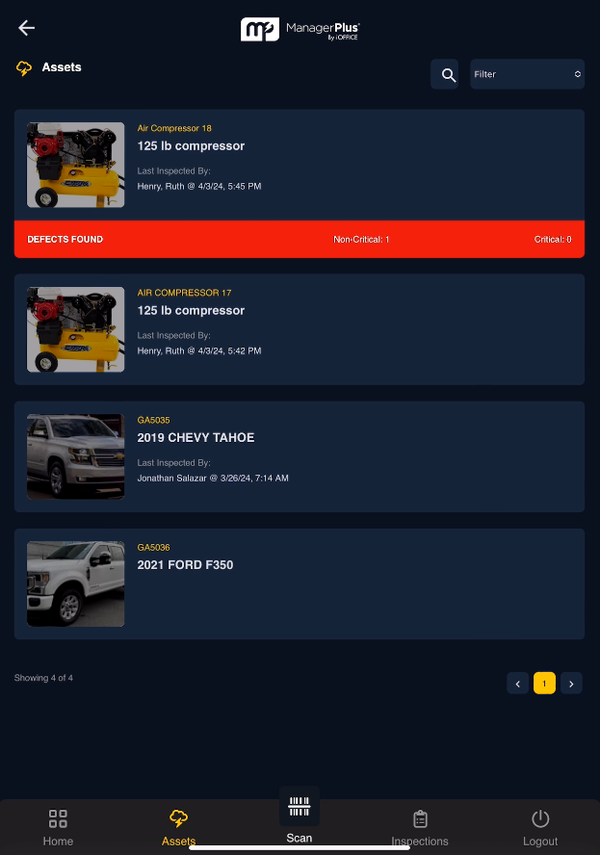 ManagerPlus
By iOFFICE
Assets
Filter
Air Compressor 18
125 lb compressor
Last Inspected By:
Henry, Ruth @ 4/3/24, 5:45 PM
DEFECTS FOUND Non-Critical: 1 Critical: 0
AIR COMPRESSOR 17
125 lb compressor
Last Inspected By:
Henry, Ruth @ 4/3/24, 5:42 PM
GA5035
2019 CHEVY TAHOE
Last Inspected By:
Jonathan Salazar @ 3/26/24, 7:14 AM
GA5036
2021 FORD F350
Showing 4 of 4
1
Home Assets Scan Inspections Logout